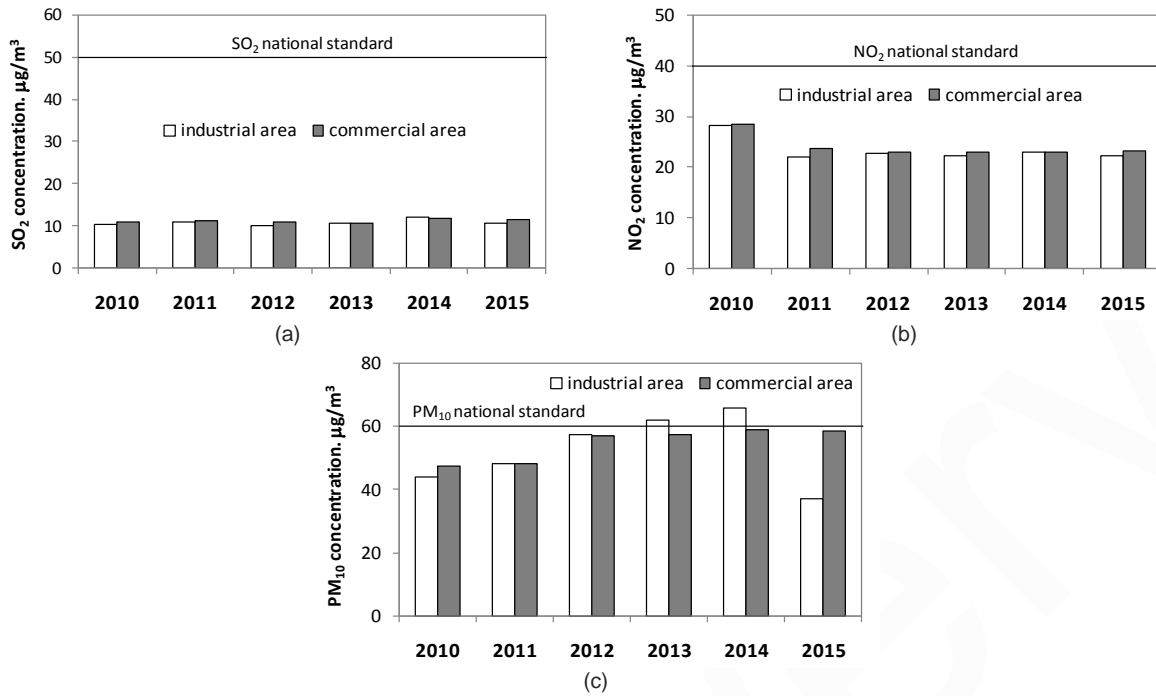 60
50
40
30
20
10
0
SO₂ concentration. µg/m³
SO₂ national standard
industrial area commercial area
2010 2011 2012 2013 2014 2015
(a)
50
40
30
20
10
0
NO₂ concentration. µg/m³
NO₂ national standard
industrial area commercial area
2010 2011 2012 2013 2014 2015
(b)
80
60
40
20
0
PM₁₀ concentration. µg/m³
industrial area commercial area
PM₁₀ national standard
2010 2011 2012 2013 2014 2015
(c)